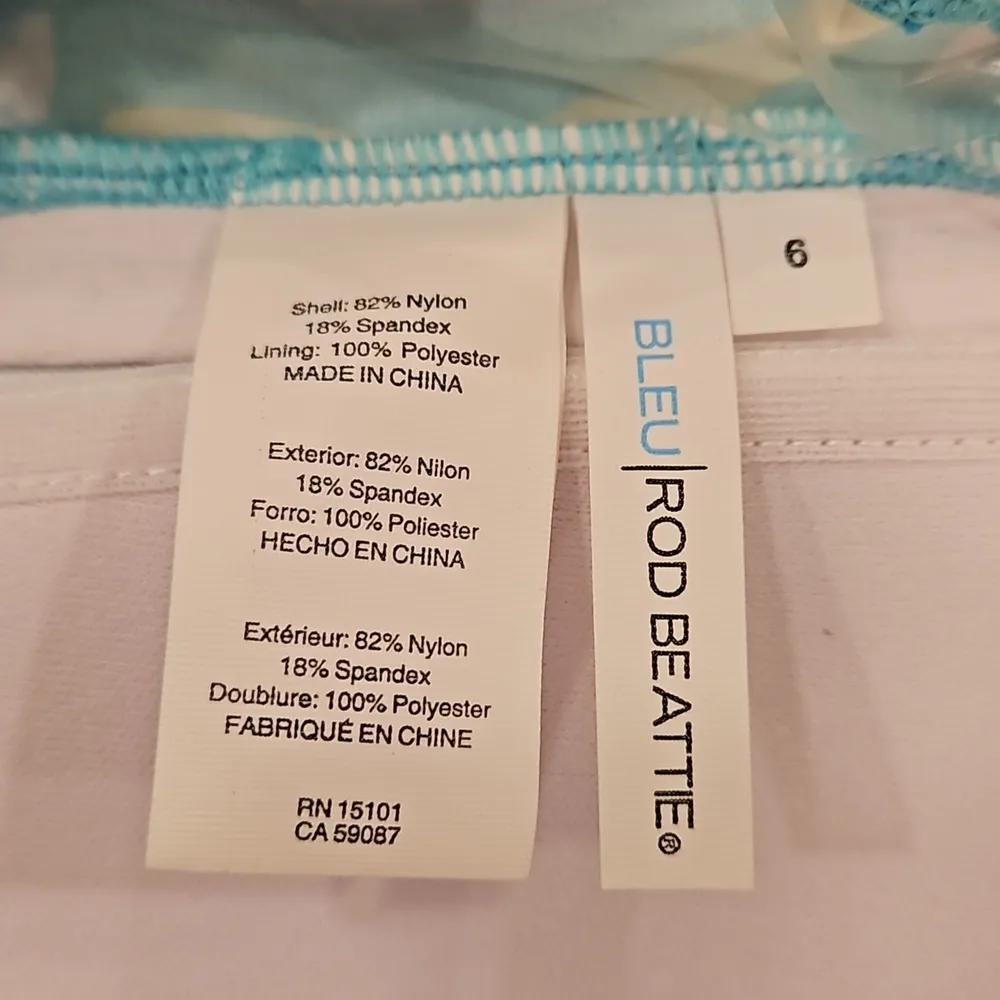 Shell: 82% Nylon
18% Spandex
Lining: 100% Polyester
MADE IN CHINA
Exterior: 82% Nilon
18% Spandex
Forro: 100% Poliester
HECHO EN CHINA
Extérieur: 82% Nylon
18% Spandex
Doublure: 100% Polyester
FABRIQUÉ EN CHINE
RN 15101
CA 59087
BLEU|ROD BEATTIE®
6